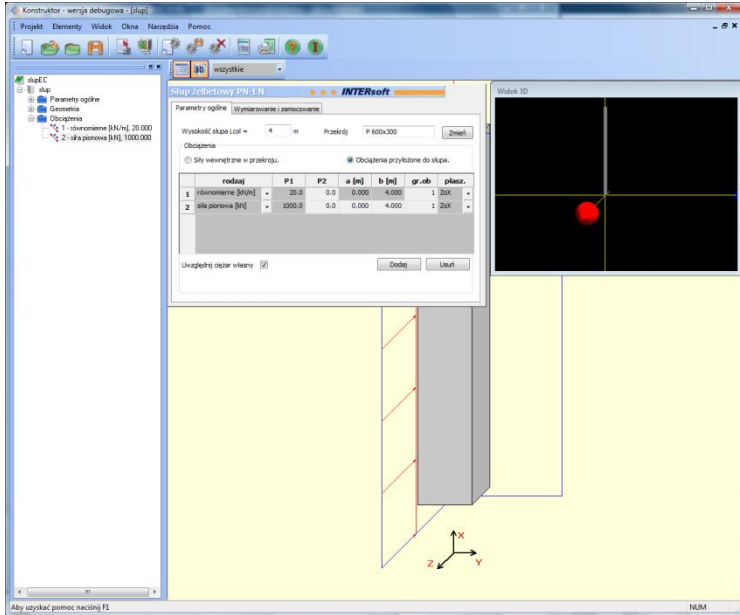 Konstruktor - wersja debugowa - [slup]
Projekt Elementy Widok Okna Narzędzia Pomoc
30 wszystkie
slupEC
slup
Parametry ogólne
Geometria
Obciążenia
1 - równomierne [kN/m], 20.000
2 - siła pionowa [kN], 1000.000
Słup żelbetowy PN-EN INTERsoft
Parametry ogólne Wymiarowanie i zamocowanie
Wysokość słupa Lcol = 4 m Przekrój P 600x300 Zmień
Obciążenia
Siły wewnętrzne w przekroju. Obciążenia przyłożone do słupa.
rodzaj P1 P2 a [m] b [m] gr.ob płasz.
1 równomierne [kN/m] 20.0 0.0 0.000 4.000 1 ZoX
2 siła pionowa [kN] 1000.0 0.0 0.000 4.000 1 ZoX
Uwzględnij ciężar własny Dodaj Usuń
Widok 3D
X
Z Y
Aby uzyskać pomoc naciśnij F1 NUM